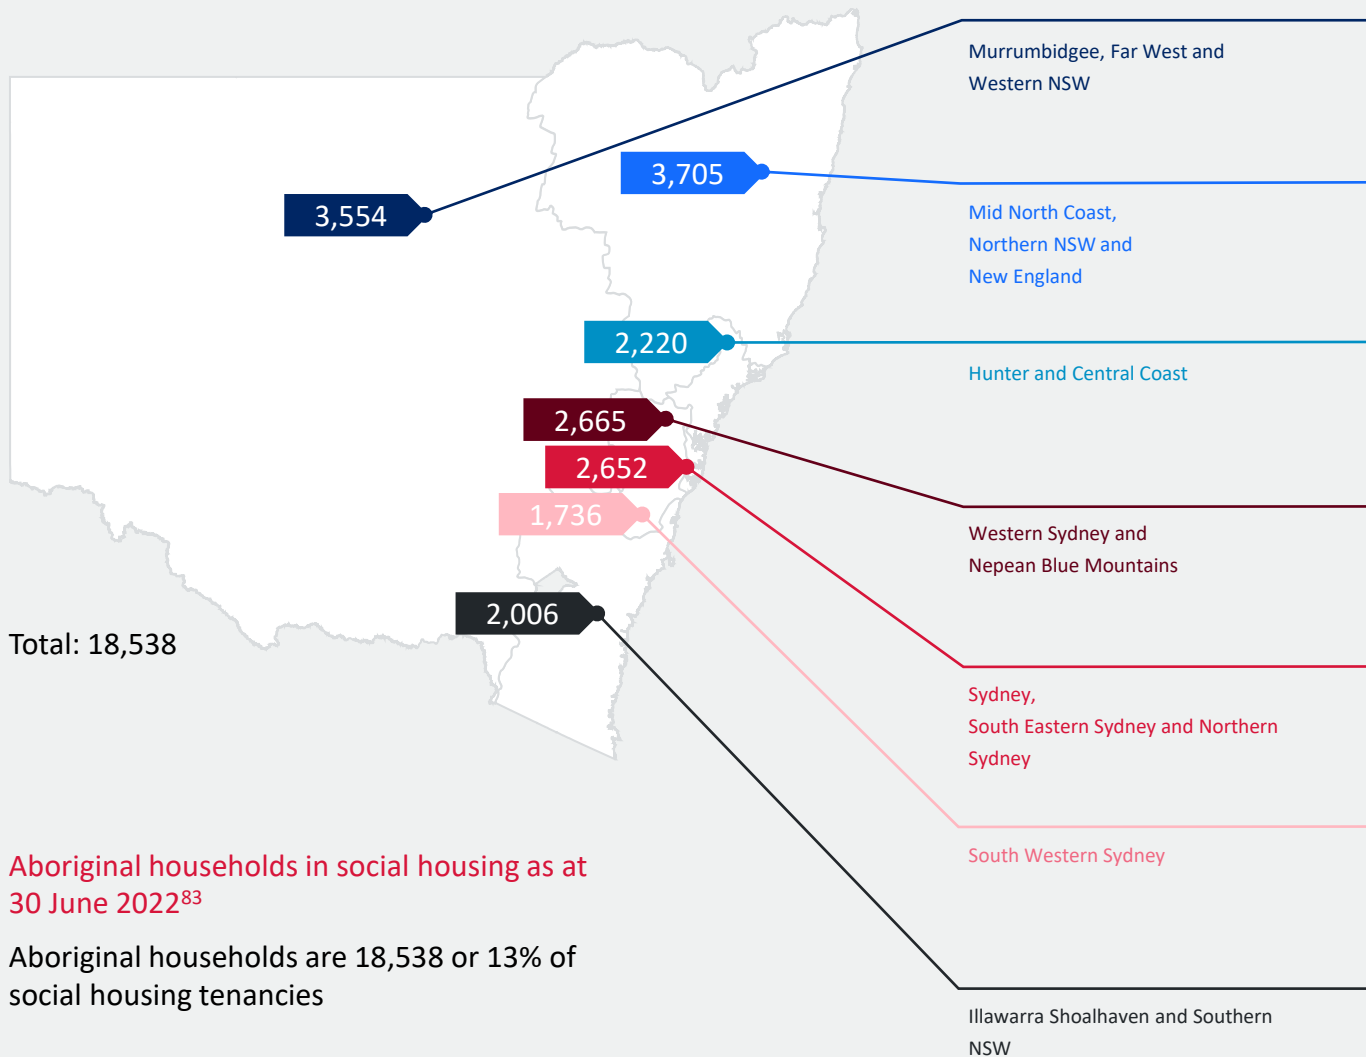 Murrumbidgee, Far West and
Western NSW
3,705
3,554
Mid North Coast,
Northern NSW and
New England
2,220
Hunter and Central Coast
2,665
2,652
1,736
Western Sydney and
Nepean Blue Mountains
2,006
Total: 18,538
Sydney,
South Eastern Sydney and Northern
Sydney
South Western Sydney
Aboriginal households in social housing as at
30 June 2022⁸³
Aboriginal households are 18,538 or 13% of
social housing tenancies
Illawarra Shoalhaven and Southern
NSW